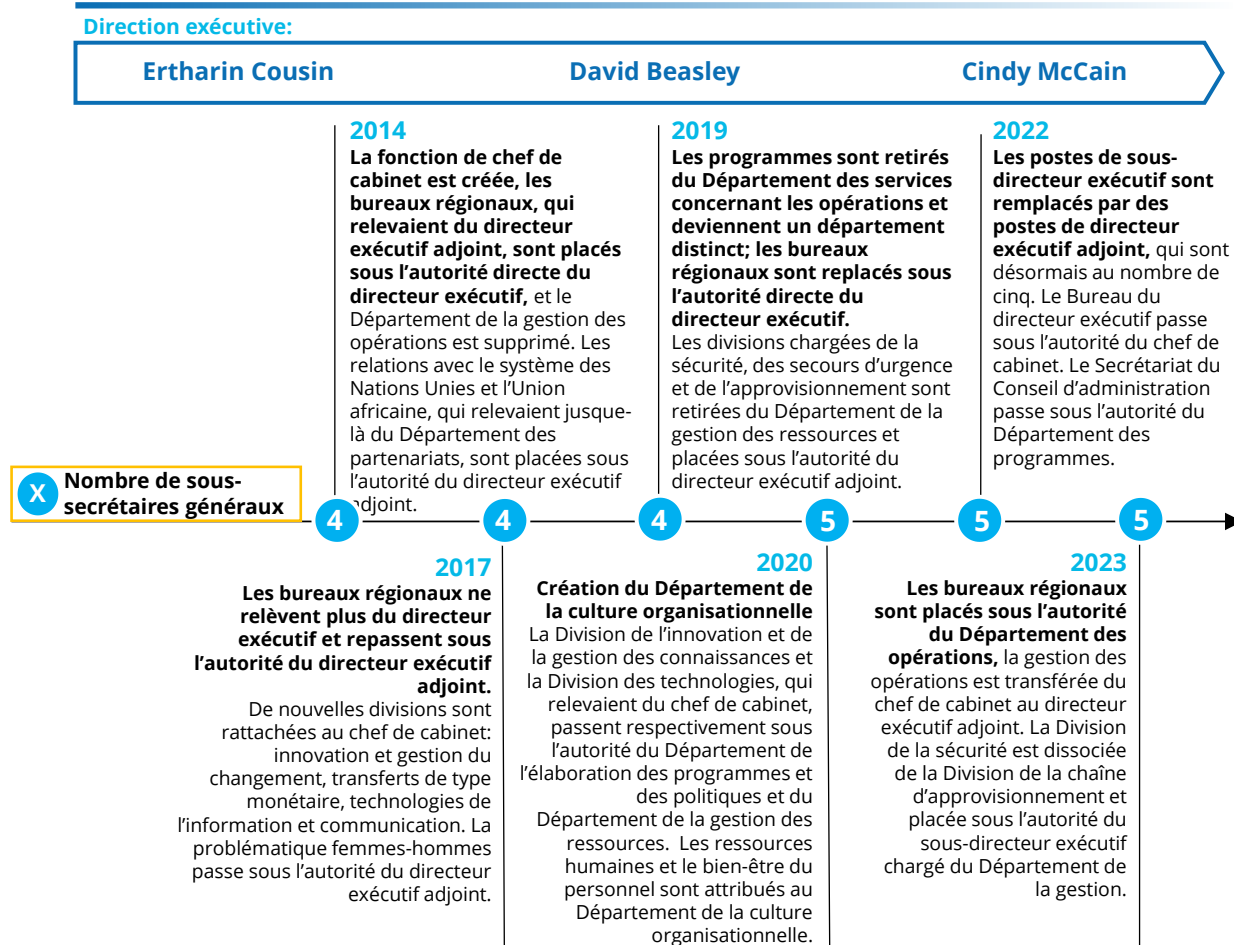 Direction exécutive:
Ertharin Cousin
David Beasley
Cindy McCain
2014
La fonction de chef de
cabinet est créée, les
bureaux régionaux, qui
relevaient du directeur
exécutif adjoint, sont placés
sous l'autorité directe du
directeur exécutif, et le
Département de la gestion des
opérations est supprimé. Les
relations avec le système des
Nations Unies et l'Union
africaine, qui relevaient jusque-
là du Département des
partenariats, sont placées sous
l'autorité du directeur exécutif
adjoint.
2019
Les programmes sont retirés
du Département des services
concernant les opérations et
deviennent un département
distinct; les bureaux
régionaux sont replacés sous
l'autorité directe du
directeur exécutif.
Les divisions chargées de la
sécurité, des secours d'urgence
et de l'approvisionnement sont
retirées du Département de la
gestion des ressources et
placées sous l'autorité du
directeur exécutif adjoint.
2022
Les postes de sous-
directeur exécutif sont
remplacés par des
postes de directeur
exécutif adjoint, qui sont
désormais au nombre de
cinq. Le Bureau du
directeur exécutif passe
sous l'autorité du chef de
cabinet. Le Secrétariat du
Conseil d'administration
passe sous l'autorité du
Département des
programmes.
X
Nombre de sous-
secrétaires généraux
4
4
4
5
5
5
2017
Les bureaux régionaux ne
relèvent plus du directeur
exécutif et repassent sous
l'autorité du directeur exécutif
adjoint.
De nouvelles divisions sont
rattachées au chef de cabinet:
innovation et gestion du
changement, transferts de type
monétaire, technologies de
l'information et communication. La
problématique femmes-hommes
passe sous l'autorité du directeur
exécutif adjoint.
2020
Création du Département de
la culture organisationnelle
La Division de l'innovation et de
la gestion des connaissances et
la Division des technologies, qui
relevaient du chef de cabinet,
passent respectivement sous
l'autorité du Département de
l'élaboration des programmes et
des politiques et du
Département de la gestion des
ressources. Les ressources
humaines et le bien-être du
personnel sont attribués au
Département de la culture
organisationnelle.
2023
Les bureaux régionaux
sont placés sous l'autorité
du Département des
opérations, la gestion des
opérations est transférée du
chef de cabinet au directeur
exécutif adjoint. La Division
de la sécurité est dissociée
de la Division de la chaîne
d'approvisionnement et
placée sous l'autorité du
sous-directeur exécutif
chargé du Département de
la gestion.